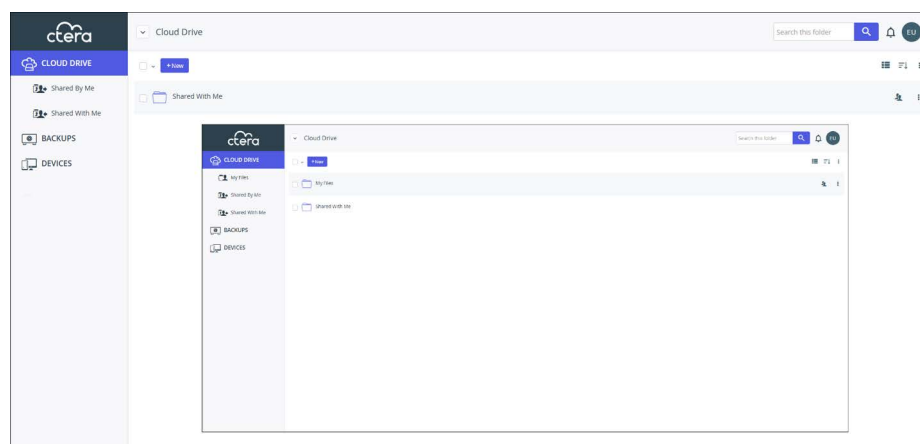 ctera
Cloud Drive
Search this folder
EU
CLOUD DRIVE
+ New
Shared By Me
Shared With Me
Shared With Me
BACKUPS
DEVICES
ctera
Cloud Drive
Search this folder
EU
CLOUD DRIVE
+ New
My Files
My Files
Shared By Me
Shared With Me
Shared With Me
BACKUPS
DEVICES